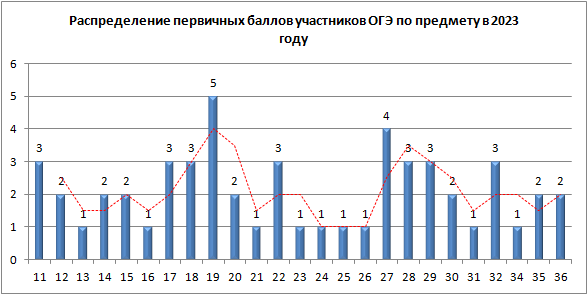 Распределение первичных баллов участников ОГЭ по предмету в 2023
году
6
5
4
3
2
1
0
3 2 1 2 2 1 3 3 5 2 1 3 1 1 1 1 4 3 3 2 1 3 1 2 2
11 12 13 14 15 16 17 18 19 20 21 22 23 24 25 26 27 28 29 30 31 32 34 35 36